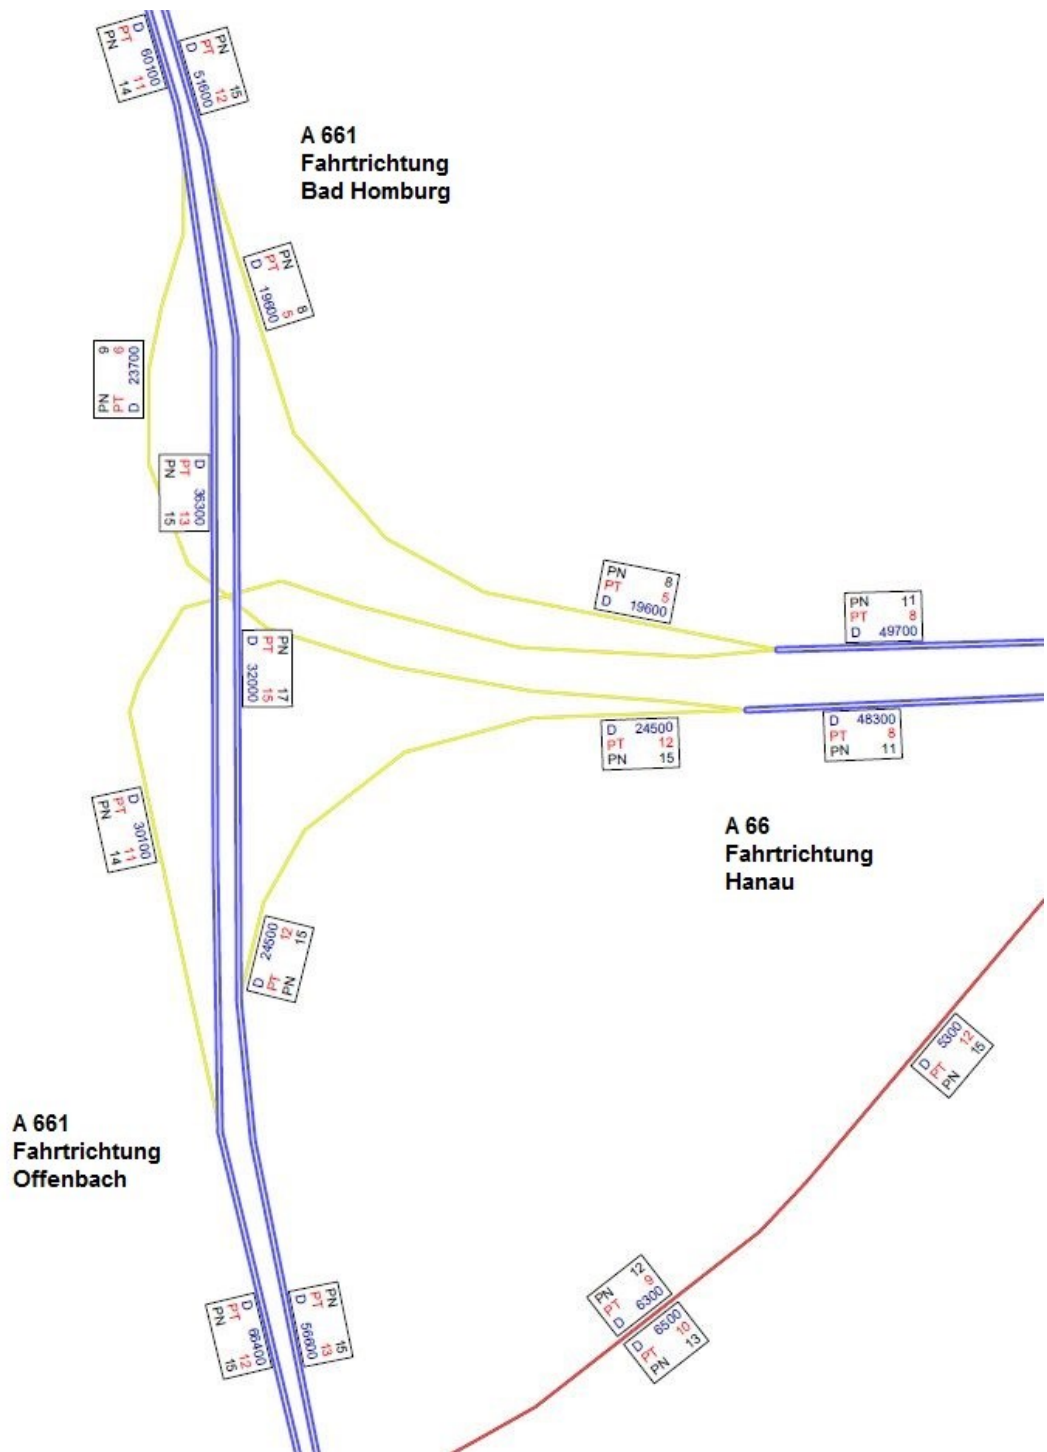 D 60100
PT 11
PN 14
PN 15
PT 12
D 51600
A 661
Fahrtrichtung
Bad Homburg
PN 8
PT 5
D 19600
PN 9
PT 6
D 23700
D 36300
PT 13
PN 15
PN 8
PT 5
D 19600
PN 11
PT 8
D 49700
PN 17
PT 15
D 32000
D 24500
PT 12
PN 15
D 48300
PT 8
PN 11
D 30100
PT 11
PN 14
A 66
Fahrtrichtung
Hanau
D 24500
PT 12
PN 15
D 5300
PT 12
PN 15
A 661
Fahrtrichtung
Offenbach
PN 12
PT 9
D 6300
D 6500
PT 10
PN 13
D 66400
PT 12
PN 15
PN 15
PT 13
D 56600